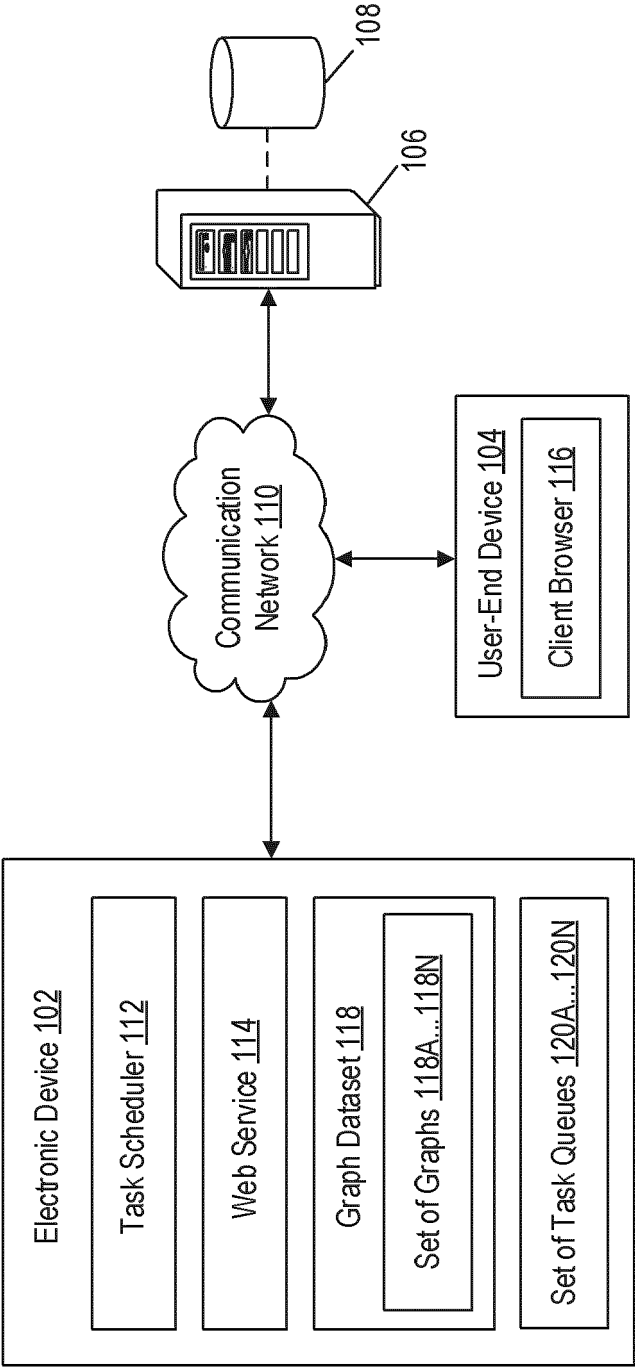 Electronic Device 102
Task Scheduler 112
Web Service 114
Graph Dataset 118
Set of Graphs 118A...118N
Set of Task Queues 120A...120N
Communication
Network 110
User-End Device 104
Client Browser 116
106
108